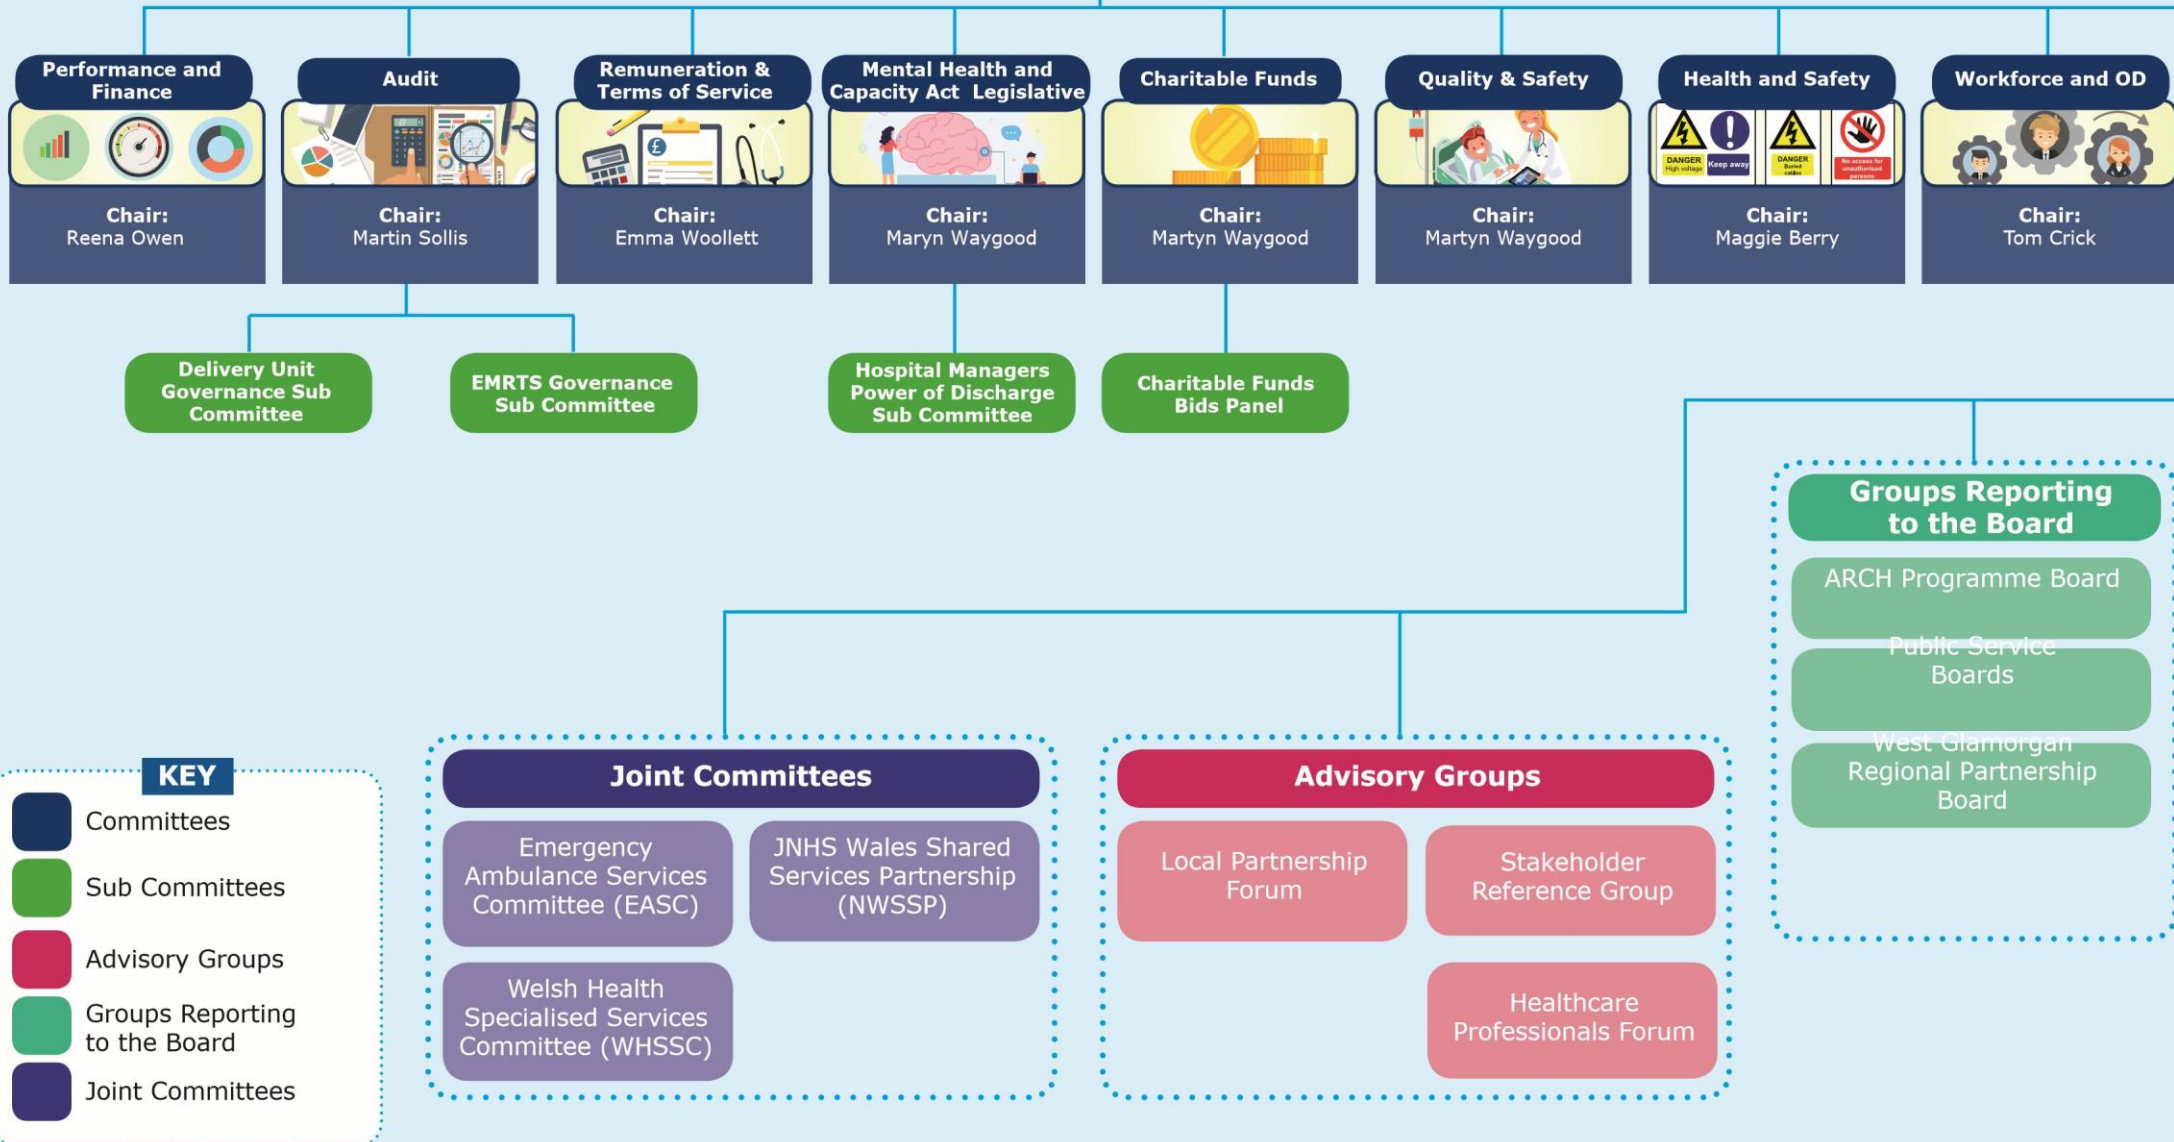 Performance and
Finance
Audit
Remuneration &
Terms of Service
Mental Health and
Capacity Act Legislative
Charitable Funds
Quality & Safety
Health and Safety
Workforce and OD
£
DANGER
High voltage
Keep away
DANGER
Buried
cables
No access for
unauthorised
persons
Chair:
Reena Owen
Chair:
Martin Sollis
Chair:
Emma Woollett
Chair:
Maryn Waygood
Chair:
Martyn Waygood
Chair:
Martyn Waygood
Chair:
Maggie Berry
Chair:
Tom Crick
Delivery Unit
Governance Sub
Committee
EMRTS Governance
Sub Committee
Hospital Managers
Power of Discharge
Sub Committee
Charitable Funds
Bids Panel
Groups Reporting
to the Board
ARCH Programme Board
Public Service
Boards
West Glamorgan
Regional Partnership
Board
KEY
Committees
Sub Committees
Advisory Groups
Groups Reporting
to the Board
Joint Committees
Joint Committees
Emergency
Ambulance Services
Committee (EASC)
JNHS Wales Shared
Services Partnership
(NWSSP)
Welsh Health
Specialised Services
Committee (WHSSC)
Advisory Groups
Local Partnership
Forum
Stakeholder
Reference Group
Healthcare
Professionals Forum